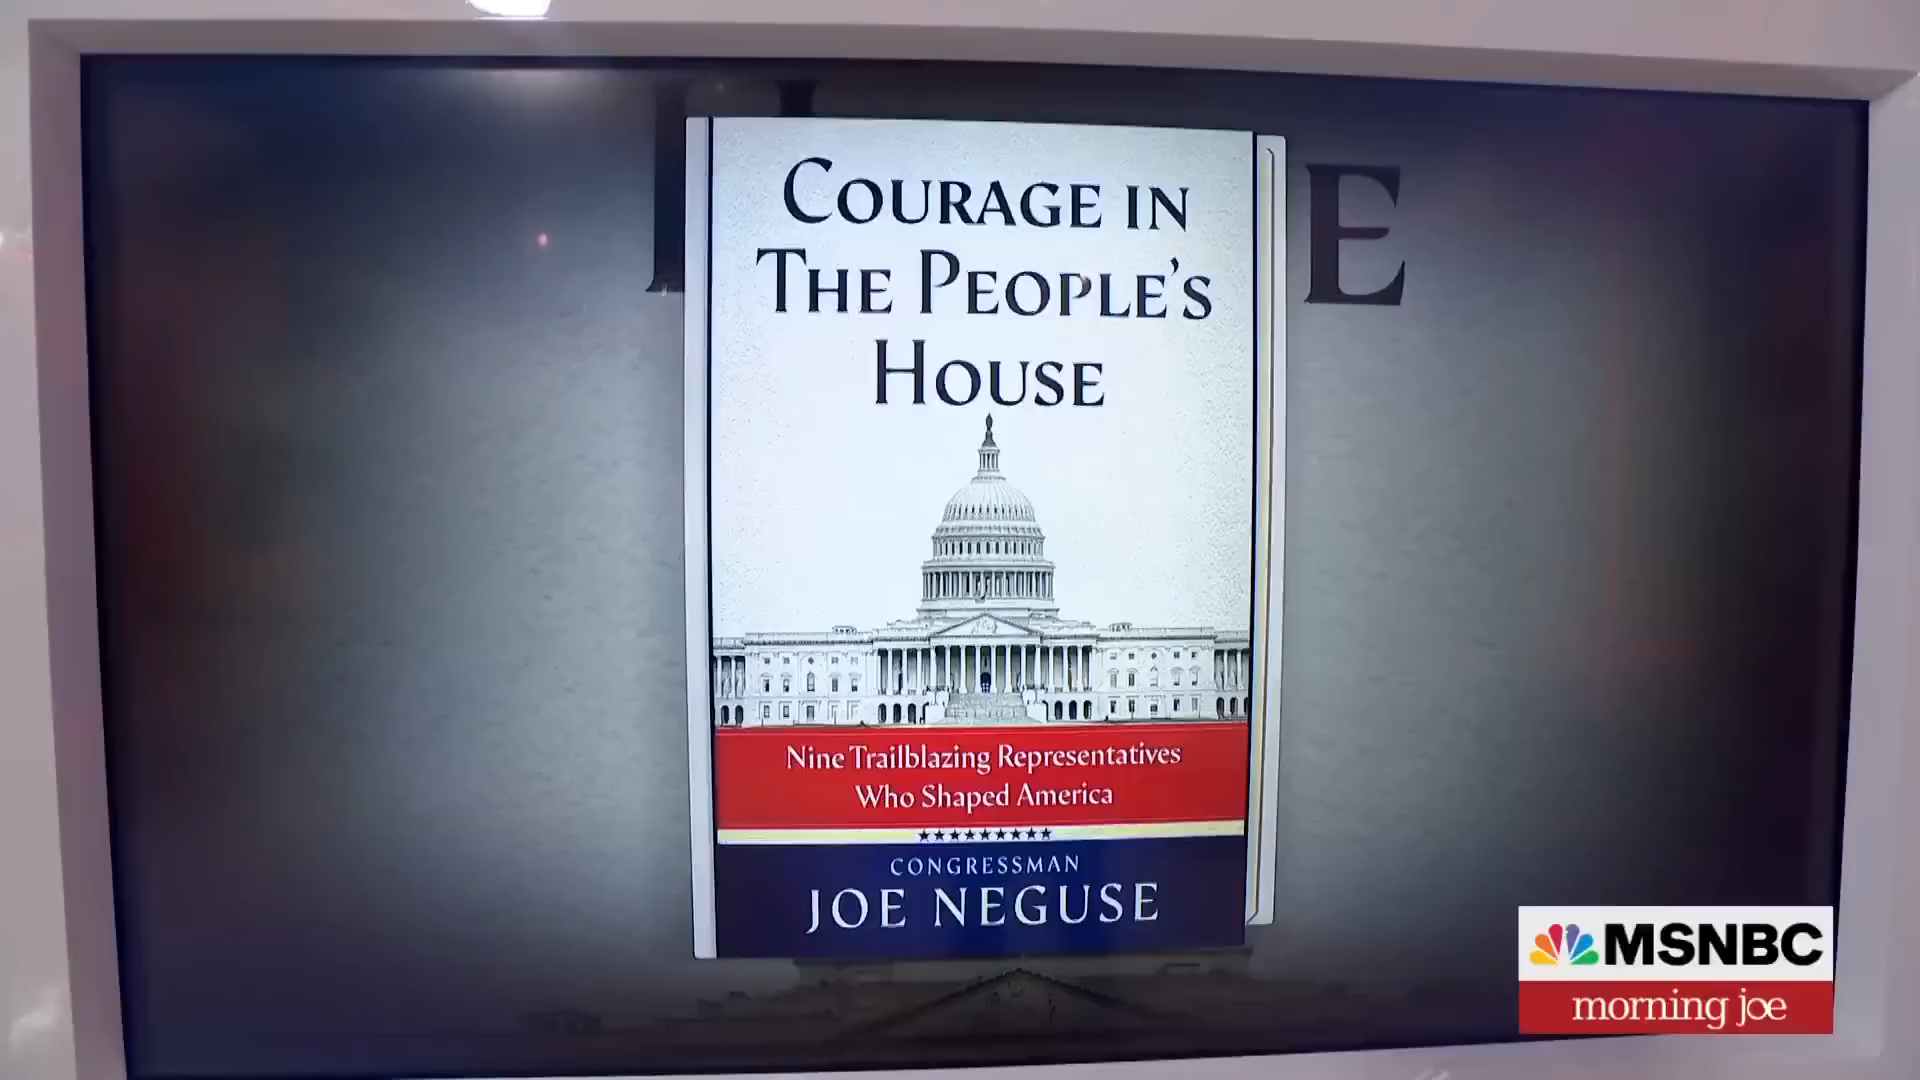 COURAGE IN
THE PEOPLE'S
HOUSE
Nine Trailblazing Representatives
Who Shaped America
CONGRESSMAN
JOE NEGUSE
E
MSNBC
morning joe